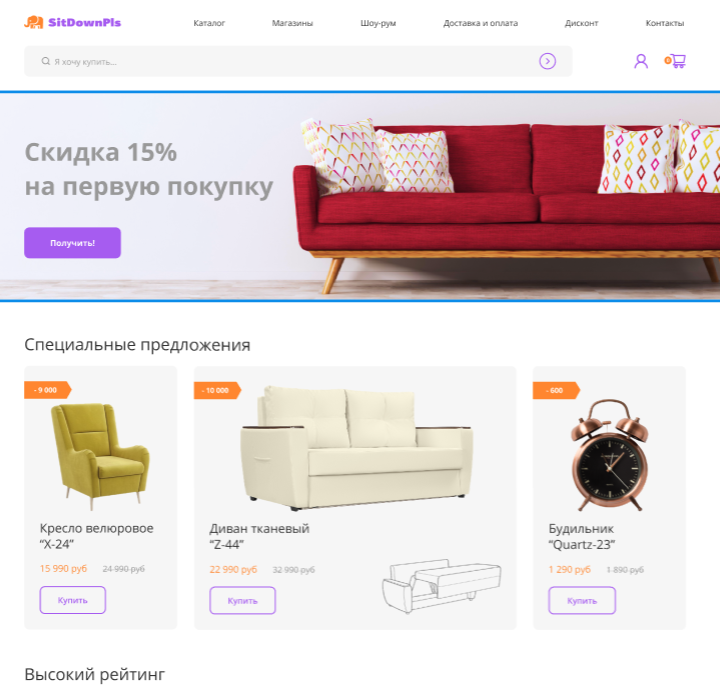 SitDownPls
Каталог
Магазины
Шоу-рум
Доставка и оплата
Дисконт
Контакты
Я хочу купить...
0
Скидка 15%
на первую покупку
Получить!
Специальные предложения
- 9 000
Кресло велюровое
“X-24”
15 990 руб 24 990 руб
Купить
- 10 000
Диван тканевый
“Z-44”
22 990 руб 32 990 руб
Купить
- 600
Будильник
“Quartz-23”
1 290 руб 1 890 руб
Купить
Высокий рейтинг